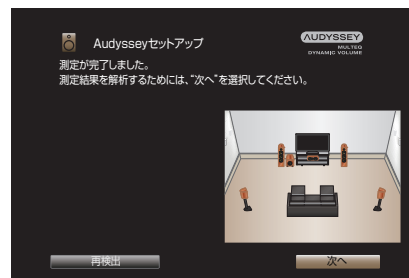 Audysseyセットアップ
AUDYSSEY
MULTEQ
DYNAMIC VOLUME
測定が完了しました。
測定結果を解析するためには、“次へ”を選択してください。
再検出
次へ